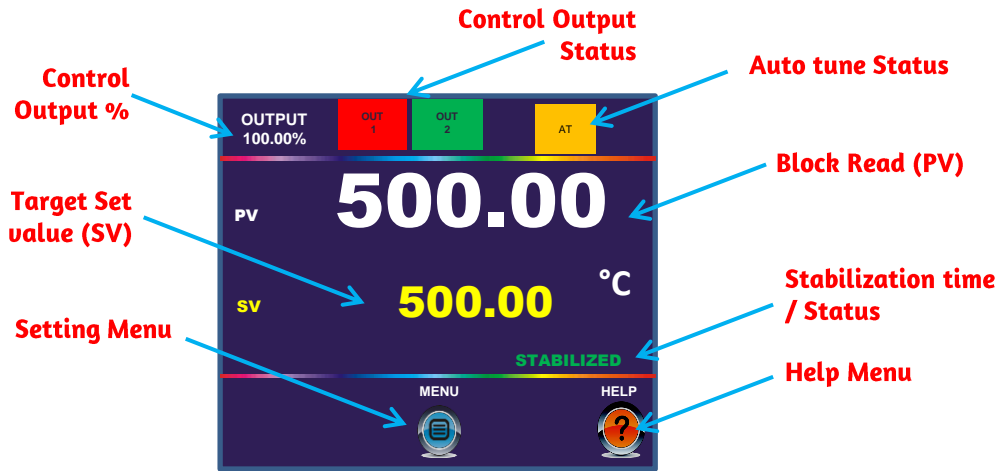 Control Output
Status
Auto tune Status
Control
Output %
OUTPUT
100.00%
OUT
1
OUT
2
AT
Block Read (PV)
Target Set
value (SV)
PV
500.00
°C
SV
500.00
Stabilization time
/ Status
Setting Menu
STABILIZED
Help Menu
MENU
HELP
?